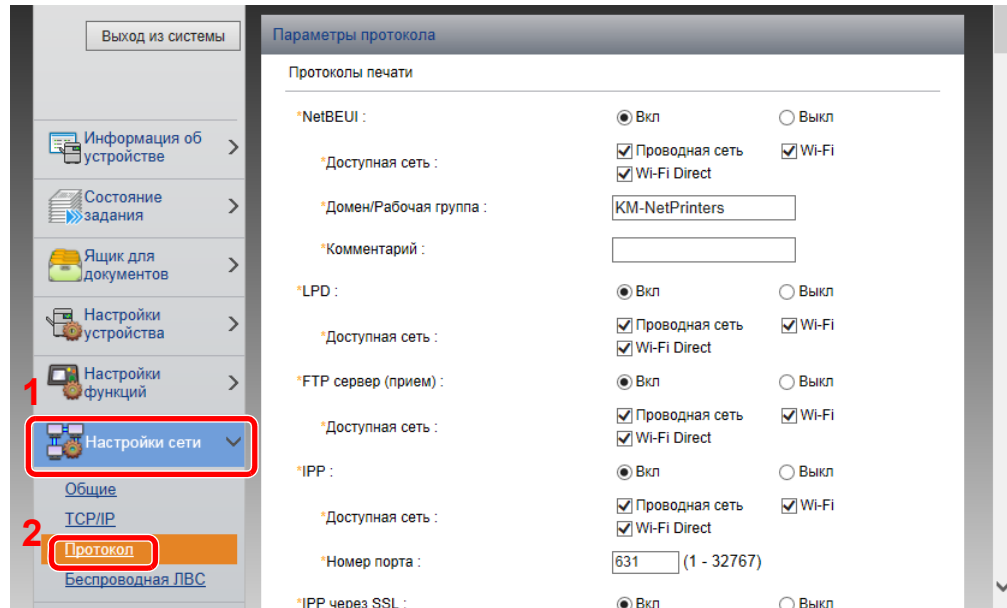 Выход из системы
Параметры протокола
Протоколы печати
*NetBEUI :
Вкл
Выкл
*Доступная сеть :
Проводная сеть
Wi-Fi
Wi-Fi Direct
*Домен/Рабочая группа :
KM-NetPrinters
*Комментарий :
*LPD :
Вкл
Выкл
*Доступная сеть :
Проводная сеть
Wi-Fi
Wi-Fi Direct
*FTP сервер (прием) :
Вкл
Выкл
*Доступная сеть :
Проводная сеть
Wi-Fi
Wi-Fi Direct
*IPP :
Вкл
Выкл
*Доступная сеть :
Проводная сеть
Wi-Fi
Wi-Fi Direct
*Номер порта :
631
(1 - 32767)
*IPP через SSL :
Вкл
Выкл
Информация об
устройстве
Состояние
задания
Ящик для
документов
Настройки
устройства
Настройки
функций
1
Настройки сети
Общие
TCP/IP
2
Протокол
Беспроводная ЛВС